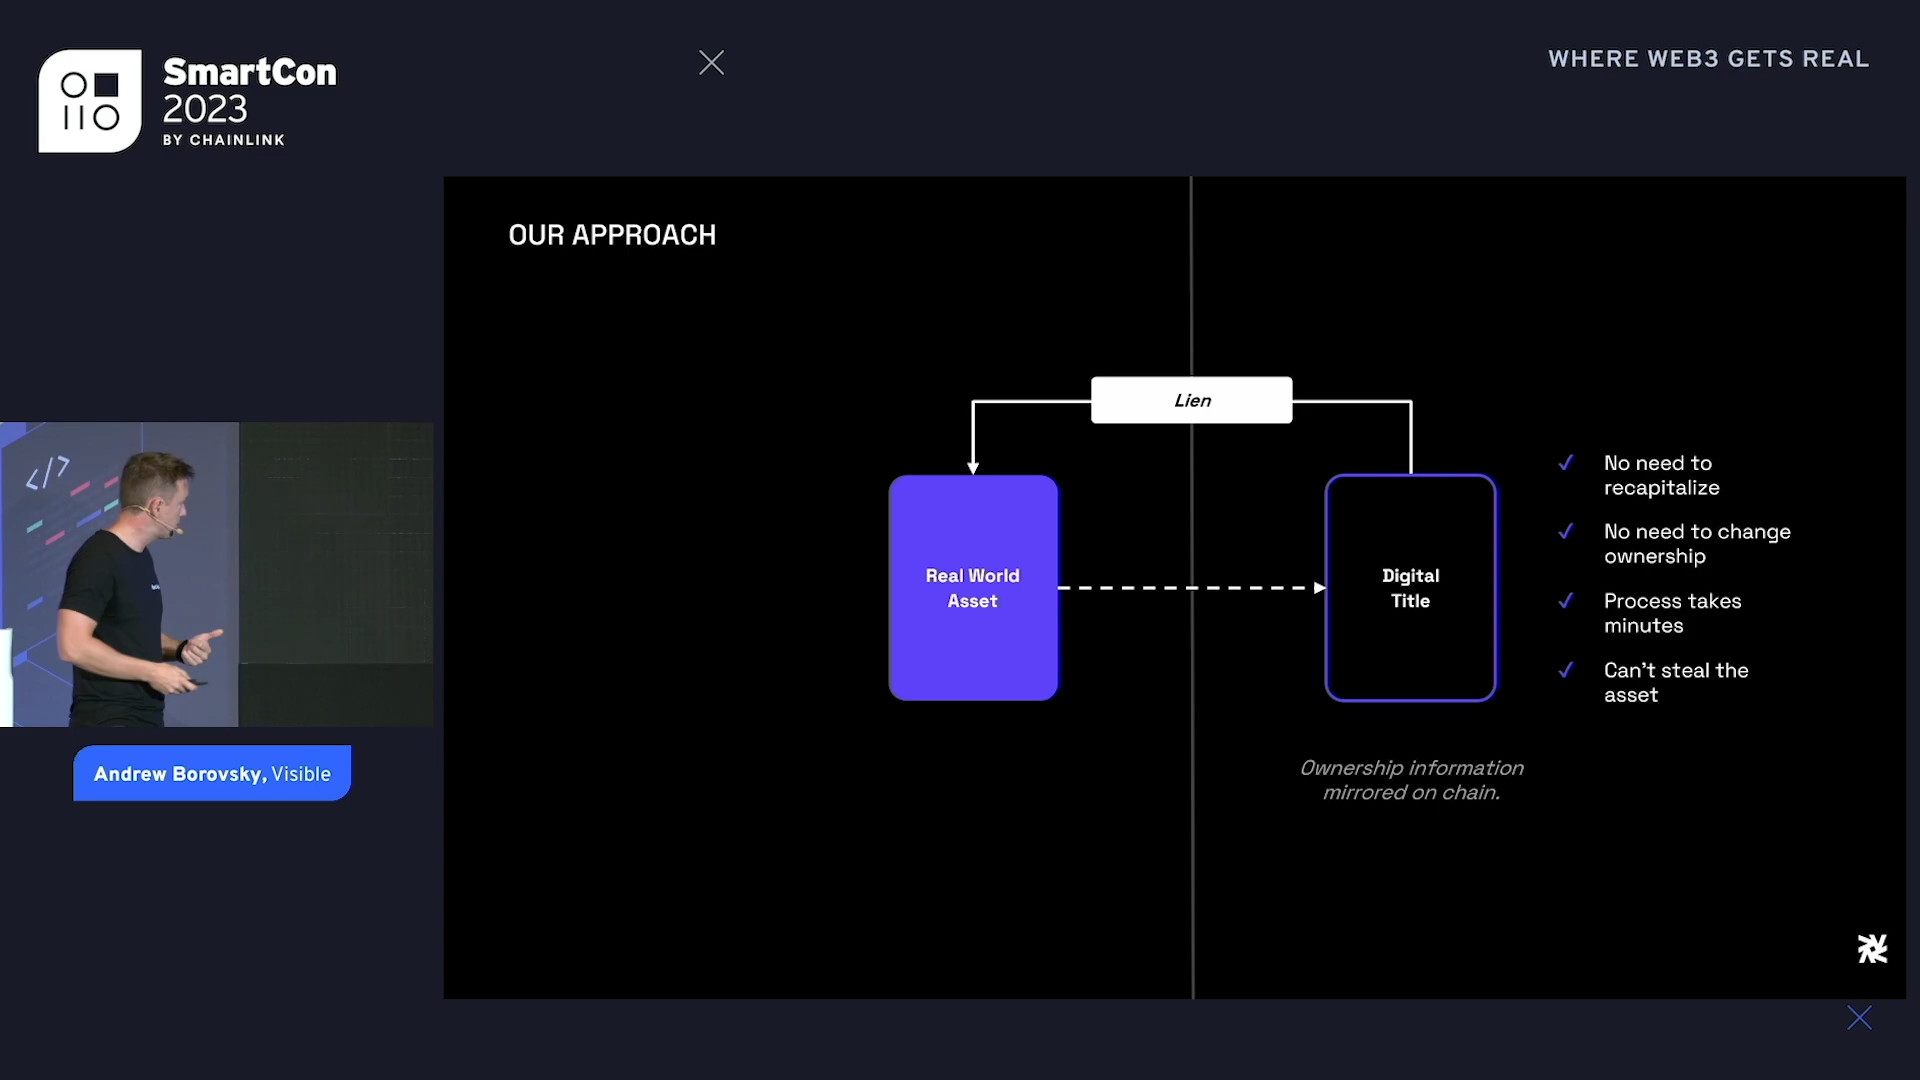 SmartCon
2023
BY CHAINLINK
WHERE WEB3 GETS REAL
OUR APPROACH
Lien
Real World
Asset
Digital
Title
No need to
recapitalize
No need to change
ownership
Process takes
minutes
Can't steal the
asset
Ownership information
mirrored on chain.
</>
Andrew Borovsky, Visible